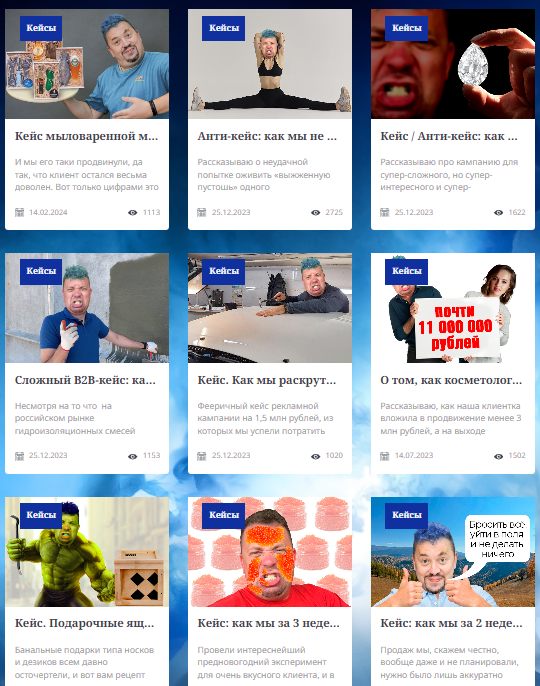 Кейсы
Кейсы
Кейсы
Кейс мыловаренной м...
Анти-кейс: как мы не ...
Кейс / Анти-кейс: как ...
И мы его таки продвинули, да
так, что клиент остался весьма
доволен. Вот только цифрами это
Рассказываю о неудачной
попытке оживить «выжженную
пустошь» одного
Рассказываю про кампанию для
супер-сложного, но супер-
интересного и супер-
14.02.2024 1113
25.12.2023 2725
25.12.2023 1622
Кейсы
Кейсы
Кейсы
почти
11 000 000
рублей
Сложный B2B-кейс: ка...
Кейс. Как мы раскрут...
О том, как косметолог...
Несмотря на то что на
российском рынке
гидроизоляционных смесей
Фееричный кейс рекламной
кампании на 1,5 млн рублей, из
которых мы успели потратить
Рассказываю, как наша клиентка
вложила в продвижение менее 3
млн рублей, а на выходе
25.12.2023 1153
25.12.2023 1020
14.07.2023 1502
Кейсы
Кейсы
Кейсы
Бросить всё
уйти в поля
и не делать
ничего
Кейс. Подарочные ящ...
Кейс: как мы за 3 неде...
Кейс: как мы за 2 неде...
Банальные подарки типа носков
и дезиков всем давно
осточертели, и вот вам рецепт
Провели интереснейший
предновогодний эксперимент
для очень вкусного клиента, и в
Продаж мы, скажем честно,
вообще даже и не планировали,
нужно было лишь аккуратно